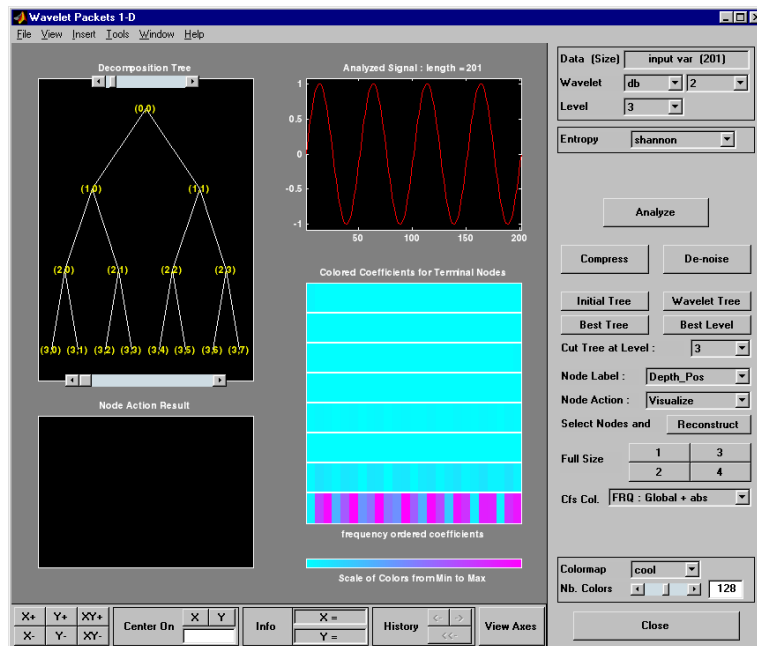 Wavelet Packets 1-D
File View Insert Tools Window Help
Decomposition Tree
(0,0)
(1,0) (1,1)
(2,0) (2,1) (2,2) (2,3)
(3,0) (3,1) (3,2) (3,3) (3,4) (3,5) (3,6) (3,7)
Node Action Result
Analyzed Signal : length = 201
1
0.5
0
-0.5
-1
50 100 150 200
Colored Coefficients for Terminal Nodes
frequency ordered coefficients
Scale of Colors from Min to Max
Data (Size) input var (201)
Wavelet db 2
Level 3
Entropy shannon
Analyze
Compress De-noise
Initial Tree Wavelet Tree
Best Tree Best Level
Cut Tree at Level : 3
Node Label : Depth_Pos
Node Action : Visualize
Select Nodes and Reconstruct
Full Size 1 3
2 4
Cfs Col. FRQ : Global + abs
Colormap cool
Nb. Colors 128
Close
X+ Y+ XY+
X- Y- XY-
Center On X Y
Info X =
Y =
History <- ->
<<-
View Axes